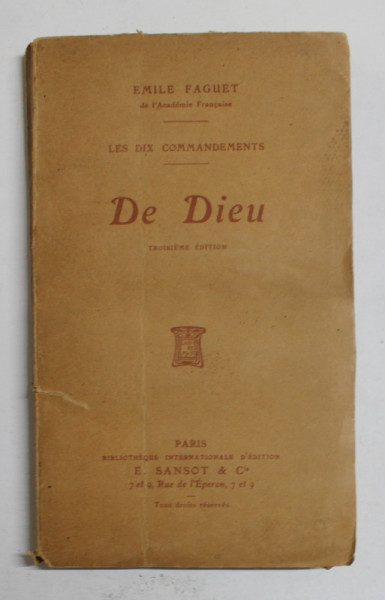 EMILE FAGUET
de l'Académie Française
LES DIX COMMANDEMENTS
De Dieu
TROISIÈME ÉDITION
PARIS
BIBLIOTHÈQUE INTERNATIONALE D'ÉDITION
E. SANSOT & Cie
7 et 9, Rue de l'Éperon, 7 et 9
Tous droits réservés